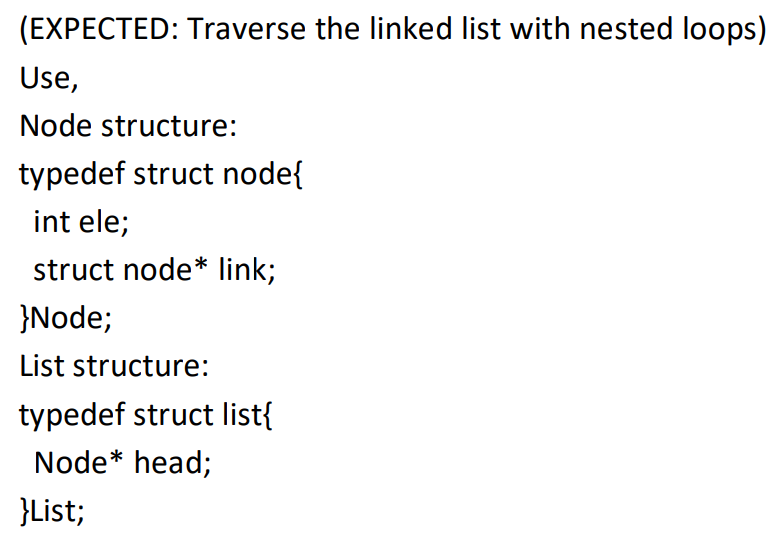 (EXPECTED: Traverse the linked list with nested loops)
Use,
Node structure:
typedef struct node{
int ele;
struct node* link;
}Node;
List structure:
typedef struct list{
Node* head;
}List;